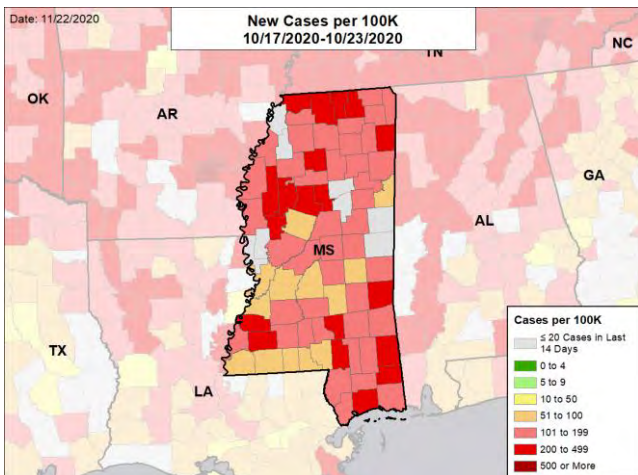 Date: 11/22/2020
New Cases per 100K
10/17/2020-10/23/2020
TN
NC
OK
AR
GA
AL
MS
TX
LA
Cases per 100K
≤ 20 Cases in Last
14 Days
0 to 4
5 to 9
10 to 50
51 to 100
101 to 199
200 to 499
500 or More